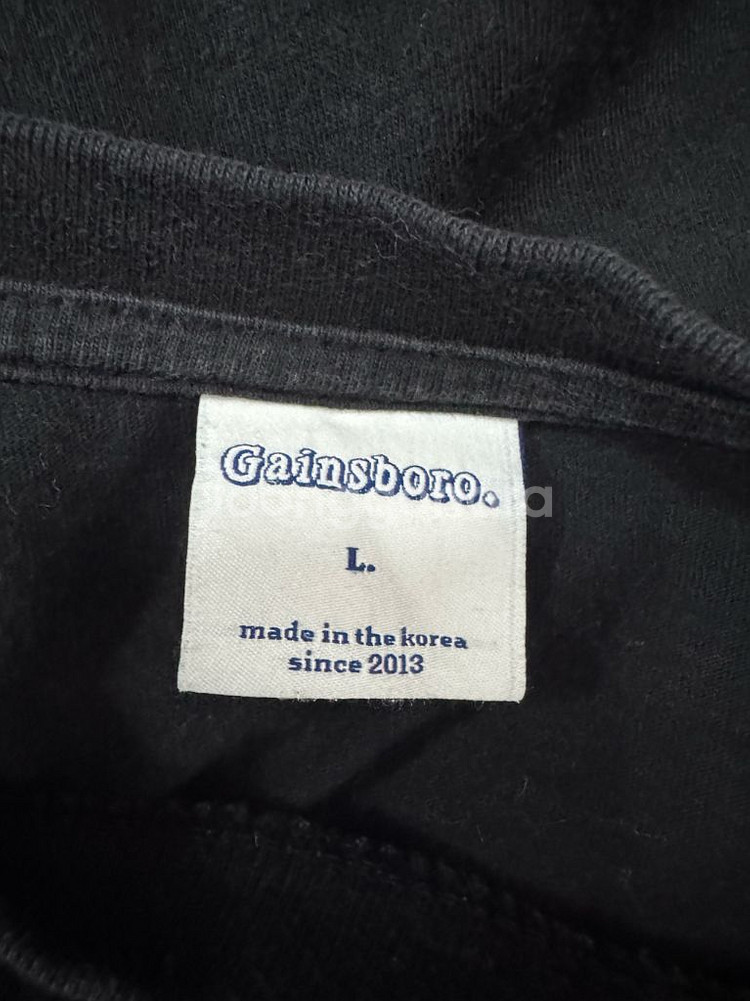 Gainsboro.
L.
made in the korea
since 2013